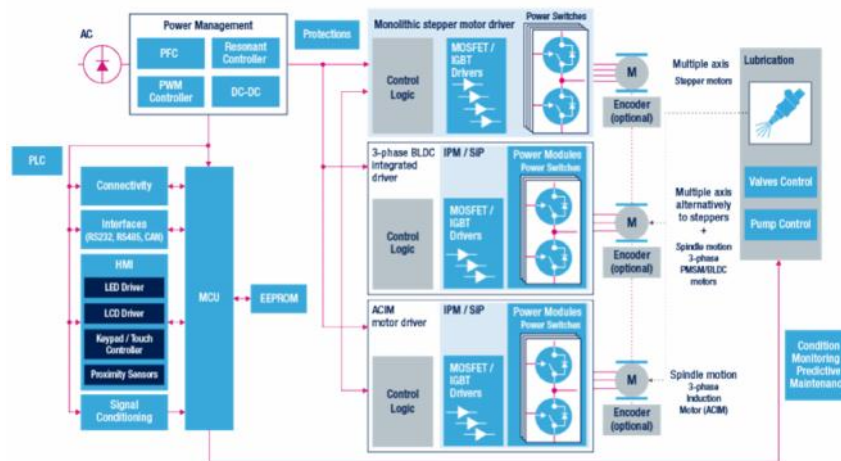 AC
Power Management
PFC
Resonant
Controller
PWM
Controller
DC-DC
Protections
Monolithic stepper motor driver
Power Switches
Control
Logic
MOSFET /
IGBT
Drivers
M
Encoder
(optional)
Multiple axis
Stepper motors
Lubrication
Valves Control
Pump Control
PLC
Connectivity
Interfaces
(RS232, RS485, CAN)
HMI
LED Driver
LCD Driver
Keypad / Touch
Controller
Proximity Sensors
Signal
Conditioning
MCU
EEPROM
3-phase BLDC
integrated
driver
IPM / SiP
Power Modules
Power Switches
Control
Logic
MOSFET /
IGBT
Drivers
M
Encoder
(optional)
Multiple axis
alternatively
to steppers
+
Spindle motion
3-phase
PMSM/BLDC
motors
ACIM
motor driver
IPM / SiP
Power Modules
Power Switches
Control
Logic
MOSFET /
IGBT
Drivers
M
Encoder
(optional)
Spindle motion
3-phase
Induction
Motor (ACIM)
Condition
Monitoring
Predictive
Maintenanc